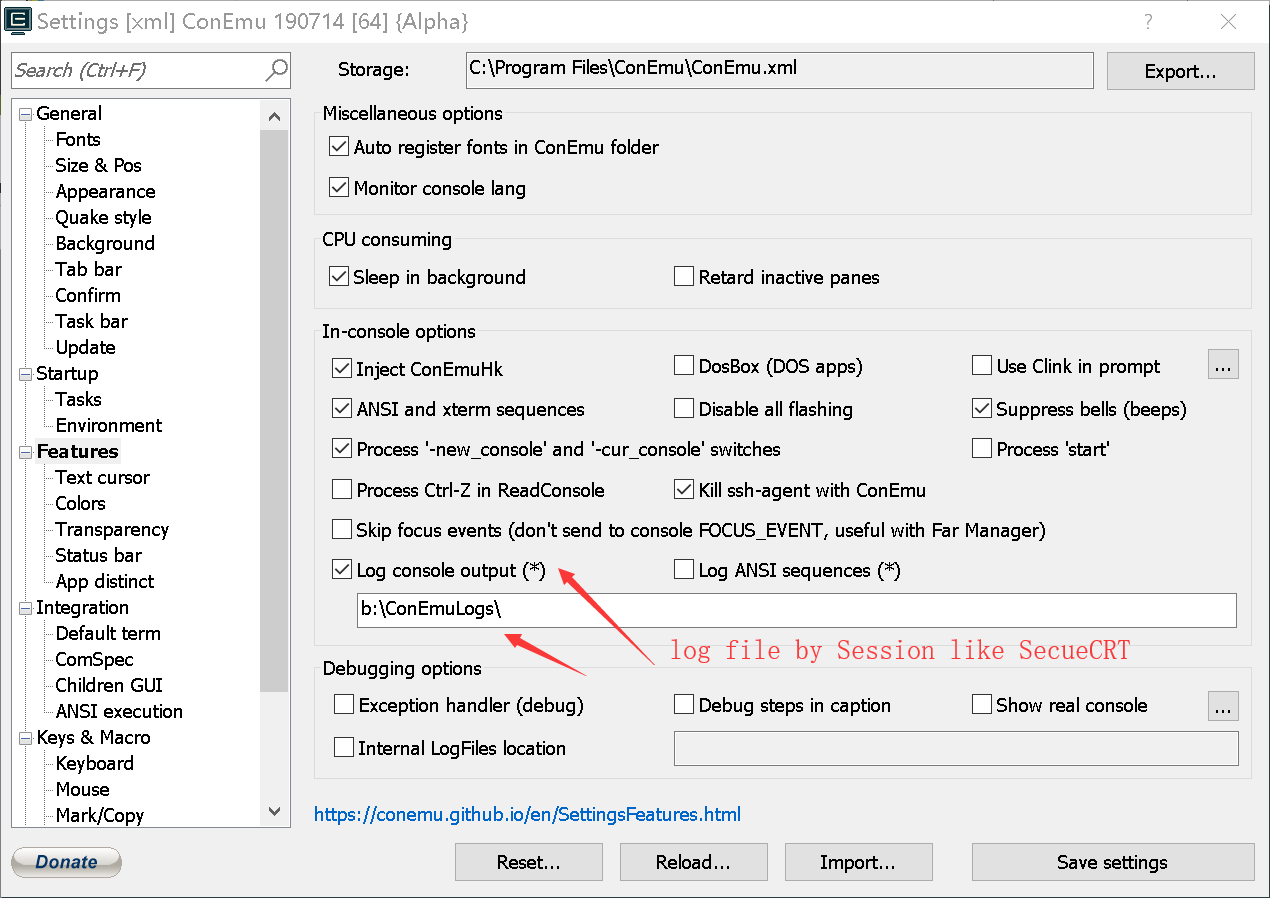 Settings [xml] ConEmu 190714 [64] {Alpha}
?
Search (Ctrl+F)
Storage:
C:\Program Files\ConEmu\ConEmu.xml
Export...
General
Fonts
Size & Pos
Appearance
Quake style
Background
Tab bar
Confirm
Task bar
Update
Startup
Tasks
Environment
Features
Text cursor
Colors
Transparency
Status bar
App distinct
Integration
Default term
ComSpec
Children GUI
ANSI execution
Keys & Macro
Keyboard
Mouse
Mark/Copy
Miscellaneous options
Auto register fonts in ConEmu folder
Monitor console lang
CPU consuming
Sleep in background
Retard inactive panes
In-console options
Inject ConEmuHk
DosBox (DOS apps)
Use Clink in prompt
...
ANSI and xterm sequences
Disable all flashing
Suppress bells (beeps)
Process '-new_console' and '-cur_console' switches
Process 'start'
Process Ctrl-Z in ReadConsole
Kill ssh-agent with ConEmu
Skip focus events (don't send to console FOCUS_EVENT, useful with Far Manager)
Log console output (*)
Log ANSI sequences (*)
b:\ConEmuLogs\
log file by Session like SecueCRT
Debugging options
Exception handler (debug)
Debug steps in caption
Show real console
...
Internal LogFiles location
https://conemu.github.io/en/SettingsFeatures.html
Donate
Reset...
Reload...
Import...
Save settings